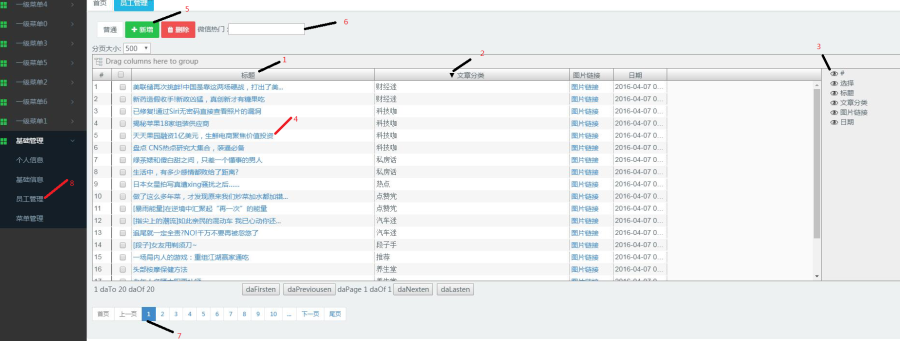 一级菜单4
一级菜单0
一级菜单3
一级菜单5
一级菜单2
一级菜单6
一级菜单1
基础管理
个人信息
基础信息
员工管理
菜单管理
8
首页 员工管理
5
6
普通 新增 删除 微信热门:
分页大小: 500
1
2
3
Drag columns here to group
# 标题 ▼文章分类 图片链接 日期
1 美联储再次挑衅!中国是靠这两场硬战,打出了美... 财经迷 图片链接 2016-04-07 0...
2 新药造假收手!新政凶猛,真创新才有糖果吃 财经迷 图片链接 2016-04-07 0...
3 已修复!通过Siri无密码直接查看照片的漏洞 科技咖 图片链接 2016-04-07 0...
4 揭秘苹果18家组装供应商 科技咖 图片链接 2016-04-07 0...
5 天天果园融资1亿美元,生鲜电商聚焦价值投资 科技咖 图片链接 2016-04-07 0...
4
6 盘点 CNS热点研究大集合,装逼必备 科技咖 图片链接 2016-04-07 0...
7 绿茶婊和傻白甜之间,只差一个懂事的男人 私房话 图片链接 2016-04-07 0...
8 生活中,有多少感情都败给了距离? 私房话 图片链接 2016-04-07 0...
9 日本女星拍写真遭xing骚扰之后...... 热点 图片链接 2016-04-07 0...
10 做了这么多年菜,才发现原来我们炒菜加水都加错... 点赞党 图片链接 2016-04-07 0...
11 [暴雨能量]在逆境中汇聚起“再一次”的能量 点赞党 图片链接 2016-04-07 0...
12 [指尖上的潮流]如此亲民的混动车 我已心动你还... 汽车迷 图片链接 2016-04-07 0...
13 追尾就一定全责?NO!千万不要再被忽悠了 汽车迷 图片链接 2016-04-07 0...
14 [段子]女友用剃须刀~ 段子手 图片链接 2016-04-07 0...
15 一场局内人的游戏:重组江湖赢家通吃 推荐 图片链接 2016-04-07 0...
16 头部按摩保健方法 养生堂 图片链接 2016-04-07 0...
#
选择
标题
文章分类
图片链接
日期
1 daTo 20 daOf 20 daFirsten daPreviousen daPage 1 daOf 1 daNexten daLasten
首页 上一页 1 2 3 4 5 6 7 8 9 10 ... 下一页 尾页
7